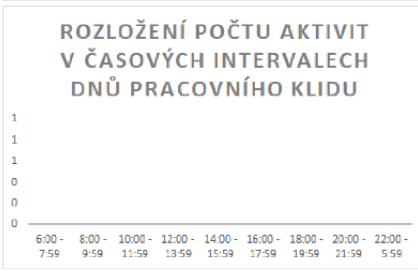 ROZLOŽENÍ POČTU AKTIVIT
V ČASOVÝCH INTERVALECH
DNŮ PRACOVNÍHO KLIDU
1
1
1
0
0
0
6:00 - 8:00 - 10:00 - 12:00 - 14:00 - 16:00 - 18:00 - 20:00 - 22:00 -
7:59 9:59 11:59 13:59 15:59 17:59 19:59 21:59 5:59